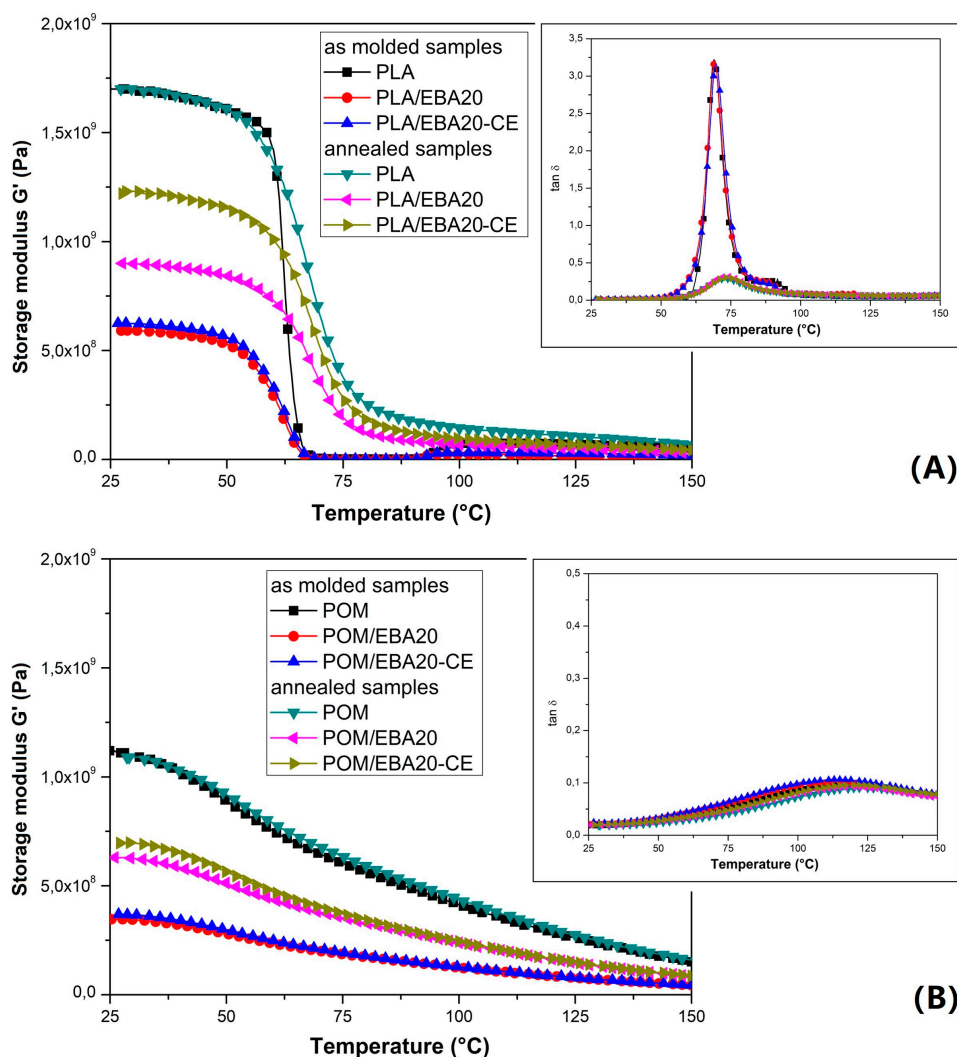 2,0x10⁹
1,5x10⁹
1,0x10⁹
5,0x10⁸
0,0
Storage modulus G' (Pa)
as molded samples
PLA
PLA/EBA20
PLA/EBA20-CE
annealed samples
PLA
PLA/EBA20
PLA/EBA20-CE
3,5
3,0
2,5
2,0
1,5
1,0
0,5
0,0
tan δ
25 50 75 100 125 150
Temperature (°C)
25 50 75 100 125 150
Temperature (°C)
(A)
2,0x10⁹
1,5x10⁹
1,0x10⁹
5,0x10⁸
0,0
Storage modulus G' (Pa)
as molded samples
POM
POM/EBA20
POM/EBA20-CE
annealed samples
POM
POM/EBA20
POM/EBA20-CE
0,5
0,4
0,3
0,2
0,1
0,0
tan δ
25 50 75 100 125 150
Temperature (°C)
25 50 75 100 125 150
Temperature (°C)
(B)